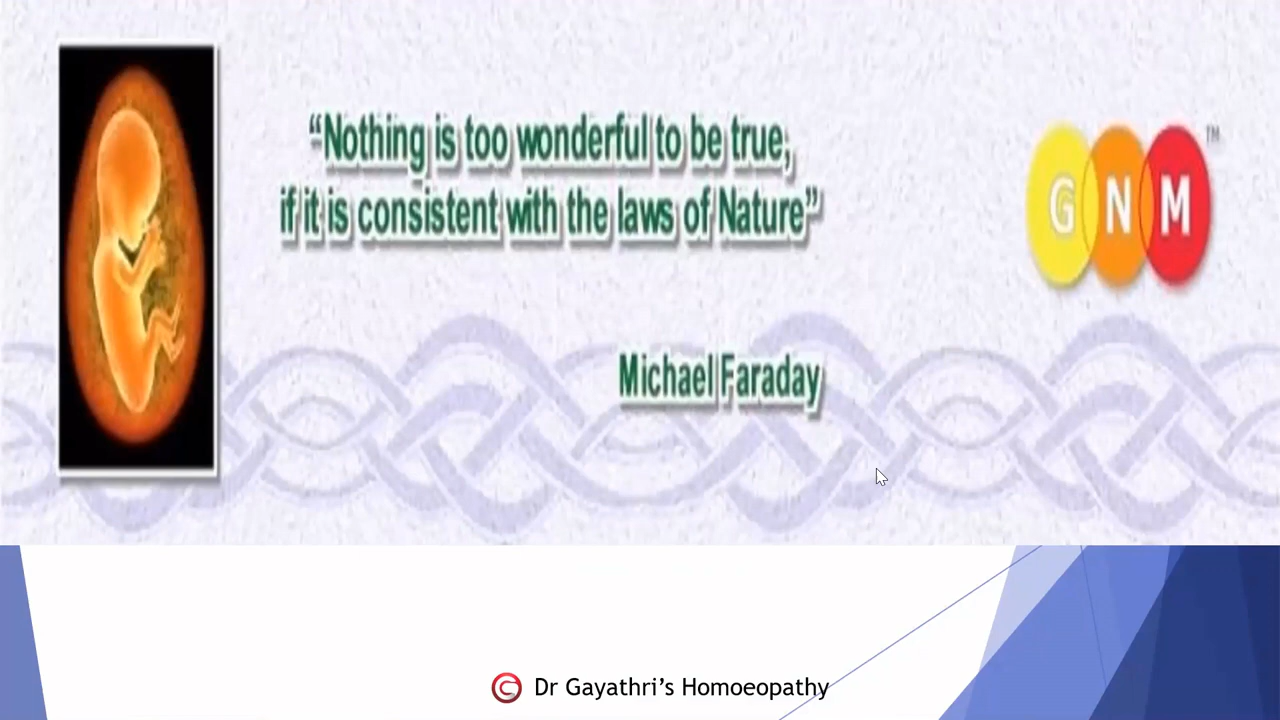 “Nothing is too wonderful to be true,
if it is consistent with the laws of Nature”
Michael Faraday
GNM™
© Dr Gayathri’s Homoeopathy